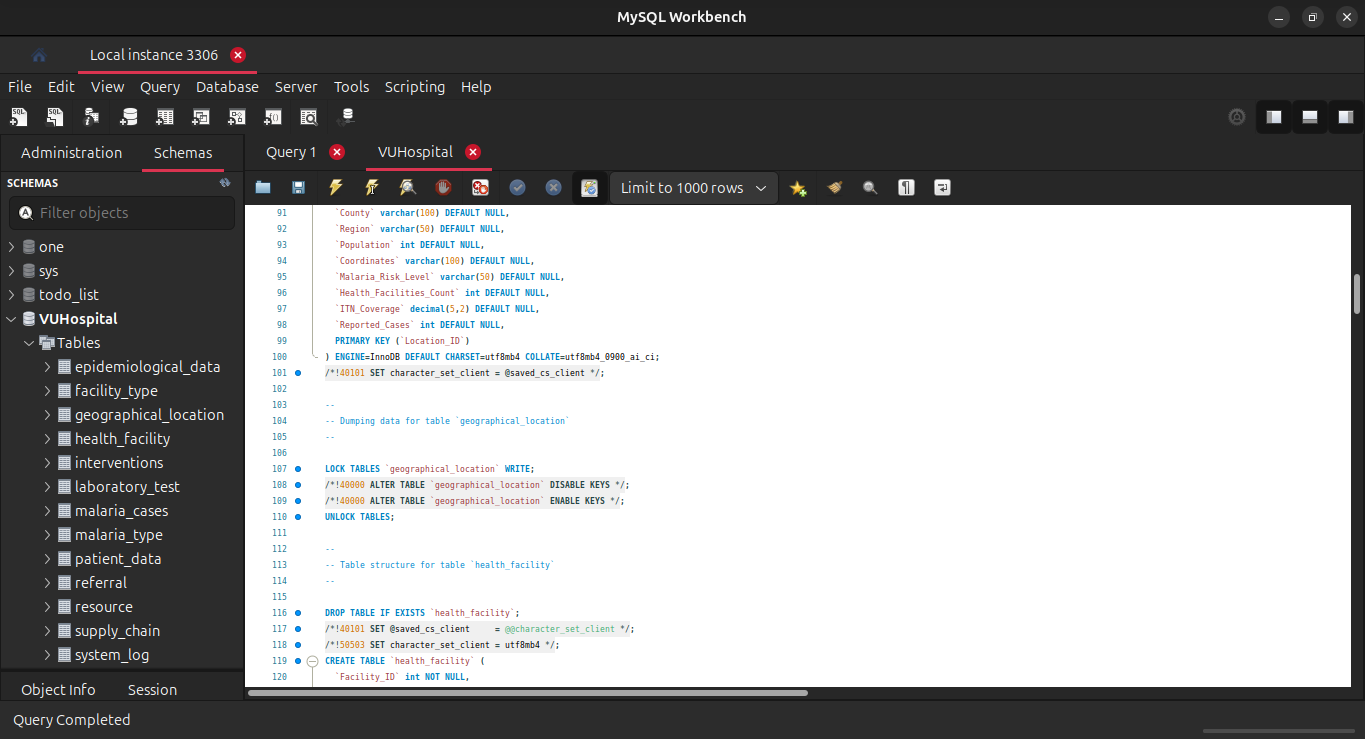 MySQL Workbench
Local instance 3306
File Edit View Query Database Server Tools Scripting Help
Administration Schemas
Query 1 VUHospital
SCHEMAS
Limit to 1000 rows
Filter objects
one
sys
todo_list
VUHospital
Tables
epidemiological_data
facility_type
geographical_location
health_facility
interventions
laboratory_test
malaria_cases
malaria_type
patient_data
referral
resource
supply_chain
system_log
Object Info Session
91 `County` varchar(100) DEFAULT NULL,
92 `Region` varchar(50) DEFAULT NULL,
93 `Population` int DEFAULT NULL,
94 `Coordinates` varchar(100) DEFAULT NULL,
95 `Malaria_Risk_Level` varchar(50) DEFAULT NULL,
96 `Health_Facilities_Count` int DEFAULT NULL,
97 `ITN_Coverage` decimal(5,2) DEFAULT NULL,
98 `Reported_Cases` int DEFAULT NULL,
99 PRIMARY KEY (`Location_ID`)
100 ) ENGINE=InnoDB DEFAULT CHARSET=utf8mb4 COLLATE=utf8mb4_0900_ai_ci;
101 /*!40101 SET character_set_client = @saved_cs_client */;
102
103 --
104 -- Dumping data for table `geographical_location`
105 --
106
107 LOCK TABLES `geographical_location` WRITE;
108 /*!40000 ALTER TABLE `geographical_location` DISABLE KEYS */;
109 /*!40000 ALTER TABLE `geographical_location` ENABLE KEYS */;
110 UNLOCK TABLES;
111
112 --
113 -- Table structure for table `health_facility`
114 --
115
116 DROP TABLE IF EXISTS `health_facility`;
117 /*!40101 SET @saved_cs_client     = @@character_set_client */;
118 /*!50503 SET character_set_client = utf8mb4 */;
119 CREATE TABLE `health_facility` (
120 `Facility_ID` int NOT NULL,
Query Completed